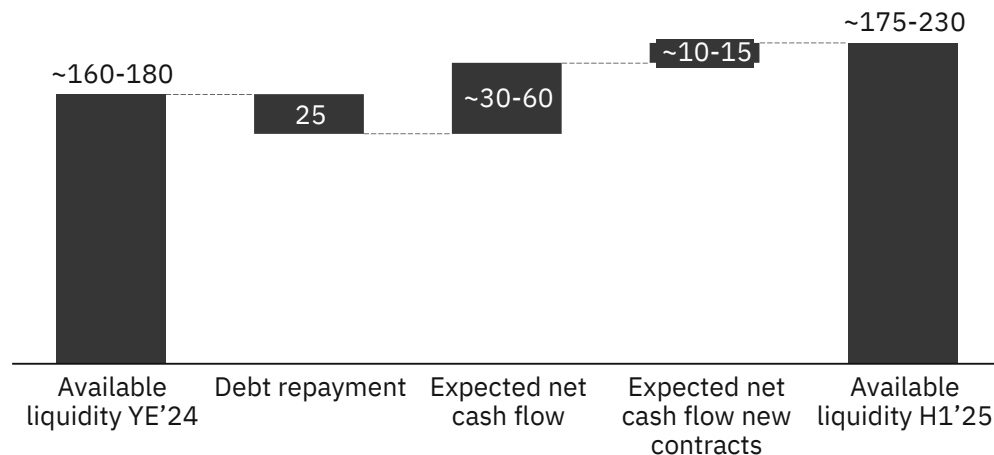 ~175-230
~160-180
~10-15
~30-60
25
Available
liquidity YE’24
Debt repayment
Expected net
cash flow
Expected net
cash flow new
contracts
Available
liquidity H1’25